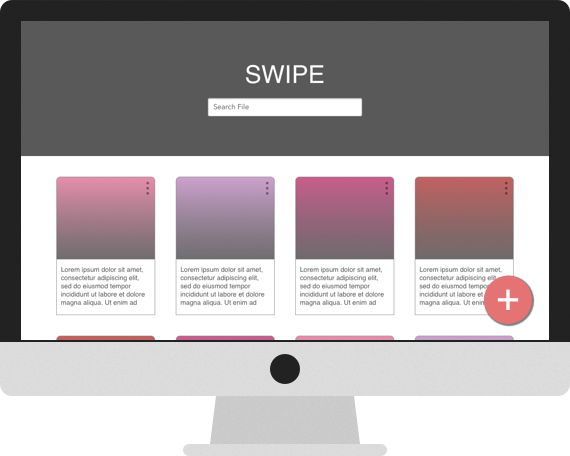 SWIPE
Search File
Lorem ipsum dolor sit amet,
consectetur adipiscing elit,
sed do eiusmod tempor
incididunt ut labore et dolore
magna aliqua. Ut enim ad
Lorem ipsum dolor sit amet,
consectetur adipiscing elit,
sed do eiusmod tempor
incididunt ut labore et dolore
magna aliqua. Ut enim ad
Lorem ipsum dolor sit amet,
consectetur adipiscing elit,
sed do eiusmod tempor
incididunt ut labore et dolore
magna aliqua. Ut enim ad
Lorem ipsum dolor sit amet,
consectetur adipiscing elit,
sed do eiusmod
incididunt ut labore
magna aliqua. Ut enim